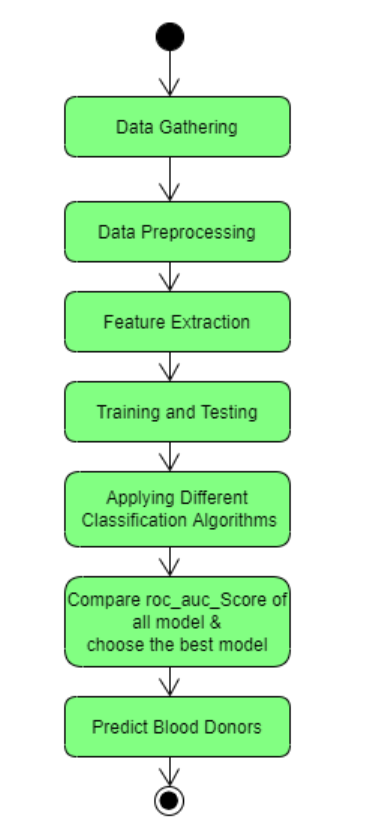 Data Gathering
Data Preprocessing
Feature Extraction
Training and Testing
Applying Different
Classification Algorithms
Compare roc_auc_Score of
all model &
choose the best model
Predict Blood Donors